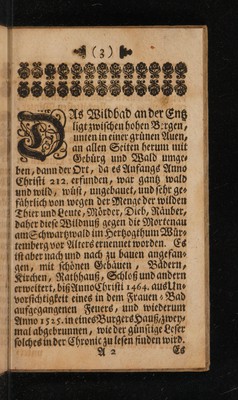 (3)
DAs Wildbad an der Entz
ligt zwischen hohen Bergen,
unten in einer grünen Auen,
an allen Seiten herum mit
Gebürg und Wald umge-
ben, dann der Ort, da es Anfangs Anno
Christi 212. erfunden, war gantz wald
und wild, wüst, ungebauet, und sehr ge-
fährlich von wegen der Menge der wilden
Thier und Leute, Mörder, Dieb, Räuber,
daher diese Wildnuß gegen die Mortenau
am Schwartzwald im Hertzogthum Wür-
temberg vor Alters ernennet worden. Es
ist aber nach und nach zu bauen angefan-
gen, mit schönen Gebäuen, Bädern,
Kirchen, Rathhauß, Schloß und andern
erweitert, biß Anno Christi 1464. aus Un-
vorsichtigkeit eines in dem Frauen-Bad
aufgegangenen Feuers, und wiederum
Anno 1525. in eines Burgers Hauß, zwey-
mal abgebrunnen, wie der günstige Leser
solches in der Chronic zu lesen finden wird.
A 2 Es